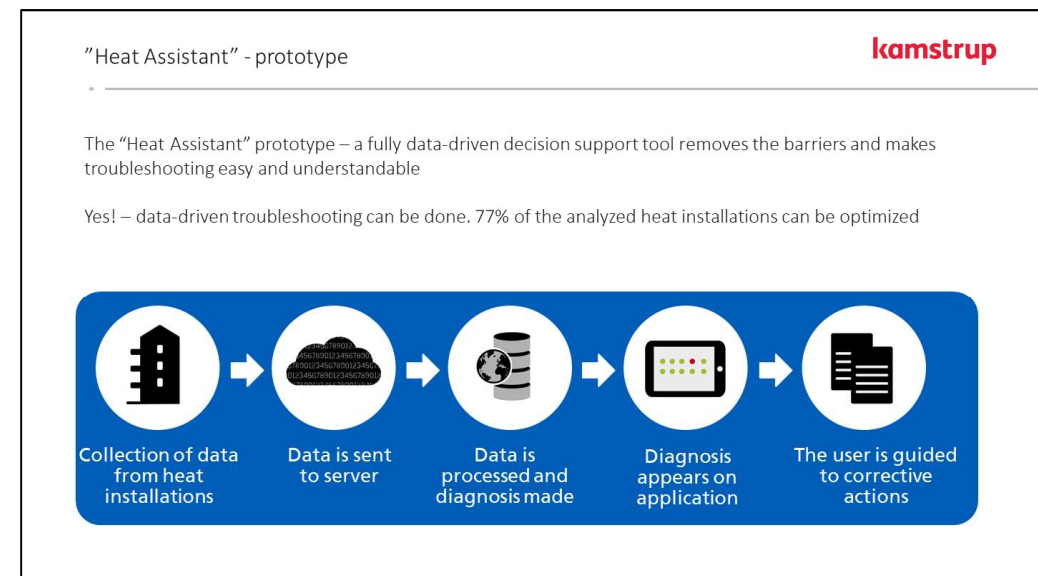 ”Heat Assistant” - prototype
kamstrup
The “Heat Assistant” prototype – a fully data-driven decision support tool removes the barriers and makes
troubleshooting easy and understandable
Yes! – data-driven troubleshooting can be done. 77% of the analyzed heat installations can be optimized
Collection of data
from heat
installations
Data is sent
to server
Data is
processed and
diagnosis made
Diagnosis
appears on
application
The user is guided
to corrective
actions